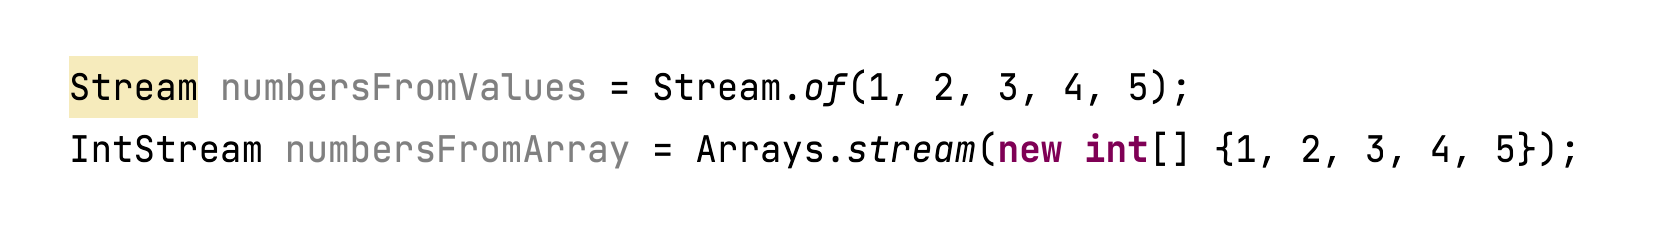 Stream numbersFromValues = Stream.of(1, 2, 3, 4, 5);
IntStream numbersFromArray = Arrays.stream(new int[] {1, 2, 3, 4, 5});